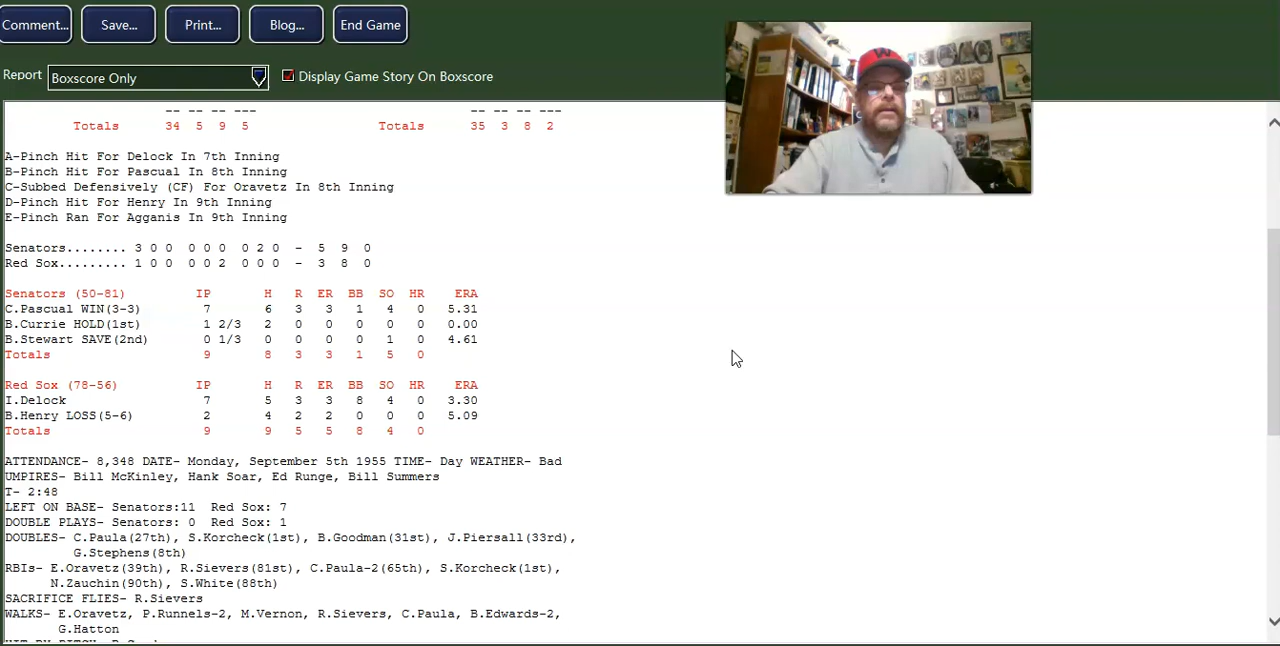 Comment... Save... Print... Blog... End Game
Report Boxscore Only Display Game Story On Boxscore
-- -- -- --- -- -- -- ---
Totals 34 5 9 5 Totals 35 3 8 2
A-Pinch Hit For Delock In 7th Inning
B-Pinch Hit For Pascual In 8th Inning
C-Subbed Defensively (CF) For Oravetz In 8th Inning
D-Pinch Hit For Henry In 9th Inning
E-Pinch Ran For Agganis In 9th Inning
Senators........ 3 0 0 0 0 0 0 2 0 - 5 9 0
Red Sox......... 1 0 0 0 0 2 0 0 0 - 3 8 0
Senators (50-81) IP H R ER BB SO HR ERA
C.Pascual WIN(3-3) 7 6 3 3 1 4 0 5.31
B.Currie HOLD(1st) 1 2/3 2 0 0 0 0 0 0.00
B.Stewart SAVE(2nd) 0 1/3 0 0 0 0 1 0 4.61
Totals 9 8 3 3 1 5 0
Red Sox (78-56) IP H R ER BB SO HR ERA
I.Delock 7 5 3 3 8 4 0 3.30
B.Henry LOSS(5-6) 2 4 2 2 0 0 0 5.09
Totals 9 9 5 5 8 4 0
ATTENDANCE- 8,348 DATE- Monday, September 5th 1955 TIME- Day WEATHER- Bad
UMPIRES- Bill McKinley, Hank Soar, Ed Runge, Bill Summers
T- 2:48
LEFT ON BASE- Senators:11 Red Sox: 7
DOUBLE PLAYS- Senators: 0 Red Sox: 1
DOUBLES- C.Paula(27th), S.Korcheck(1st), B.Goodman(31st), J.Piersall(33rd),
G.Stephens(8th)
RBIs- E.Oravetz(39th), R.Sievers(81st), C.Paula-2(65th), S.Korcheck(1st),
N.Zauchin(90th), S.White(88th)
SACRIFICE FLIES- R.Sievers
WALKS- E.Oravetz, P.Runnels-2, M.Vernon, R.Sievers, C.Paula, B.Edwards-2,
G.Hatton
W